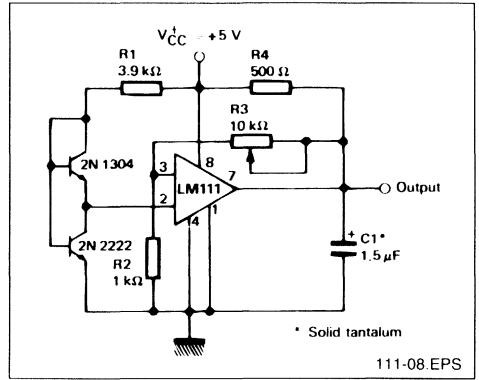 V⁺CC = +5 V
R1
3.9 kΩ
R4
500 Ω
R3
10 kΩ
2N 1304
3
8
7
LM111
Output
2
1
4
2N 2222
R2
1 kΩ
+ C1*
1.5 µF
* Solid tantalum
111-08.EPS